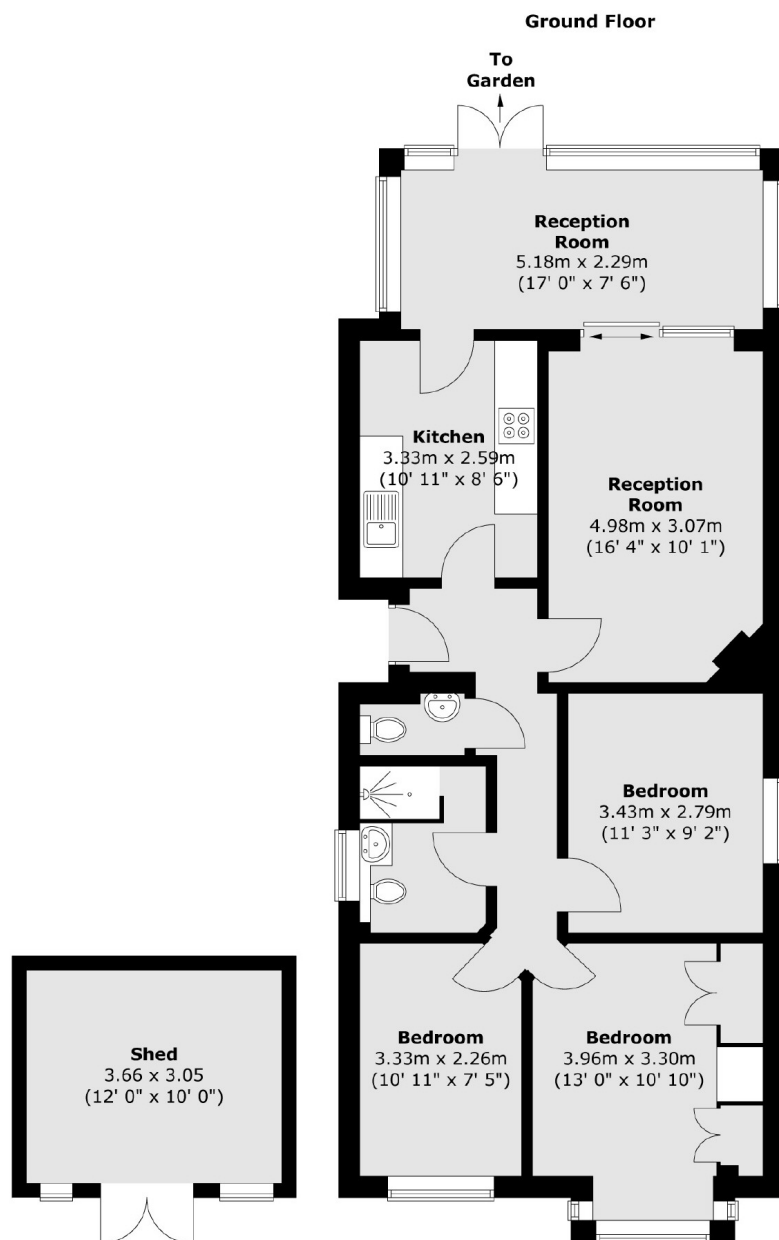 Ground Floor
To
Garden
Reception
Room
5.18m x 2.29m
(17' 0" x 7' 6")
Kitchen
3.33m x 2.59m
(10' 11" x 8' 6")
Reception
Room
4.98m x 3.07m
(16' 4" x 10' 1")
Bedroom
3.43m x 2.79m
(11' 3" x 9' 2")
Shed
3.66 x 3.05
(12' 0" x 10' 0")
Bedroom
3.33m x 2.26m
(10' 11" x 7' 5")
Bedroom
3.96m x 3.30m
(13' 0" x 10' 10")